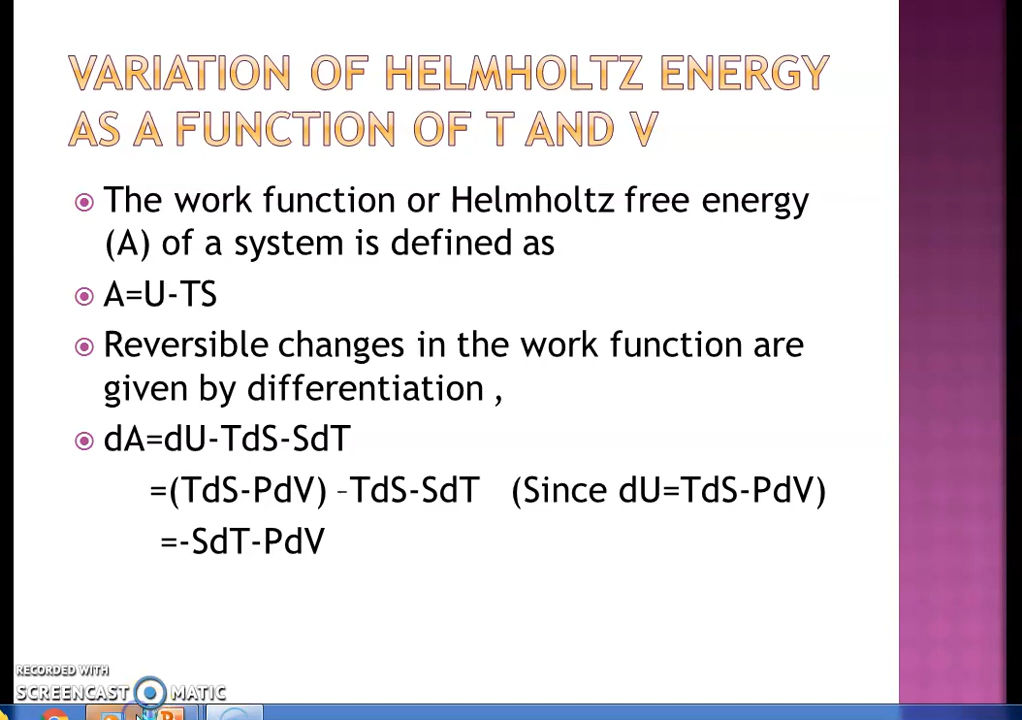 VARIATION OF HELMHOLTZ ENERGY
AS A FUNCTION OF T AND V
The work function or Helmholtz free energy
(A) of a system is defined as
A=U-TS
Reversible changes in the work function are
given by differentiation ,
dA=dU-TdS-SdT
=(TdS-PdV) –TdS-SdT (Since dU=TdS-PdV)
=-SdT-PdV
RECORDED WITH
SCREENCAST MATIC